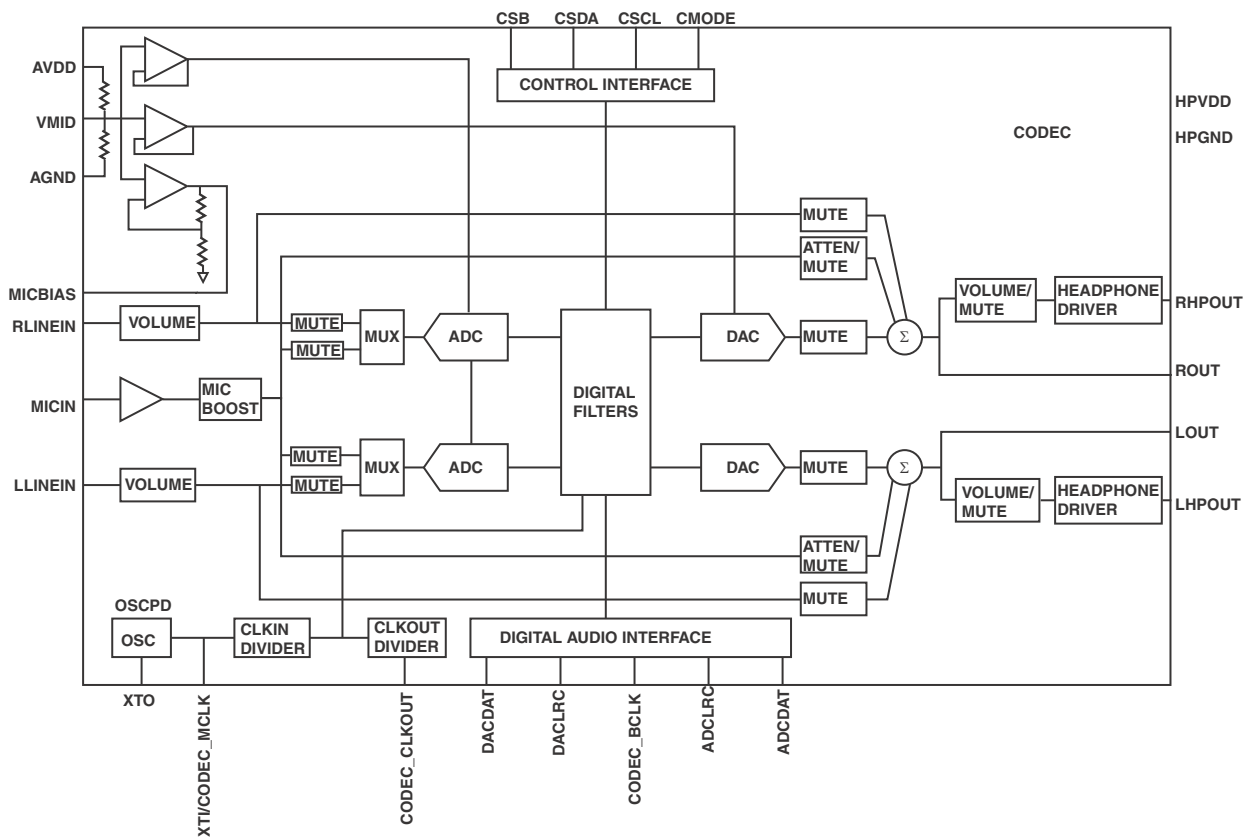 CSB CSDA CSCL CMODE
CONTROL INTERFACE
AVDD
VMID
AGND
HPVDD
HPGND
CODEC
MICBIAS
RLINEIN
MICIN
LLINEIN
VOLUME
MIC
BOOST
VOLUME
MUTE
MUTE
MUX
ADC
MUTE
MUTE
MUX
ADC
DIGITAL
FILTERS
DAC
DAC
MUTE
ATTEN/
MUTE
MUTE
MUTE
ATTEN/
MUTE
MUTE
Σ
Σ
VOLUME/
MUTE
HEADPHONE
DRIVER
VOLUME/
MUTE
HEADPHONE
DRIVER
RHPOUT
ROUT
LOUT
LHPOUT
OSCPD
OSC
CLKIN
DIVIDER
CLKOUT
DIVIDER
DIGITAL AUDIO INTERFACE
XTO
XTI/CODEC_MCLK
CODEC_CLKOUT
DACDAT
DACLRC
CODEC_BCLK
ADCLRC
ADCDAT